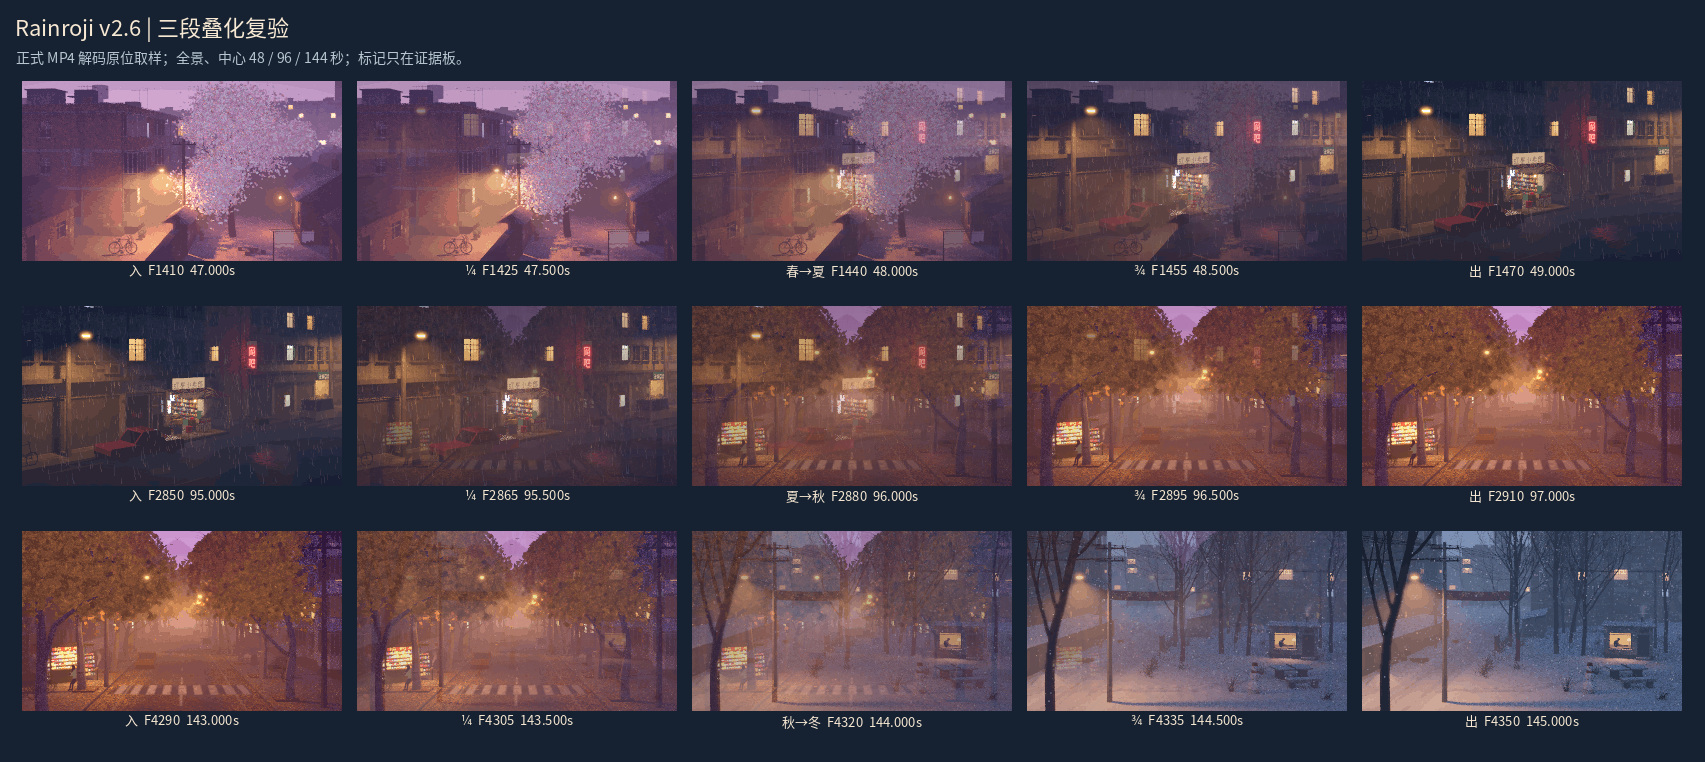 Rainroji v2.6 | 三段叠化复验
正式 MP4 解码原位取样；全景、中心 48 / 96 / 144 秒；标记只在证据板。
入 F1410 47.000s
¼ F1425 47.500s
春→夏 F1440 48.000s
¾ F1455 48.500s
出 F1470 49.000s
入 F2850 95.000s
¼ F2865 95.500s
夏→秋 F2880 96.000s
¾ F2895 96.500s
出 F2910 97.000s
入 F4290 143.000s
¼ F4305 143.500s
秋→冬 F4320 144.000s
¾ F4335 144.500s
出 F4350 145.000s